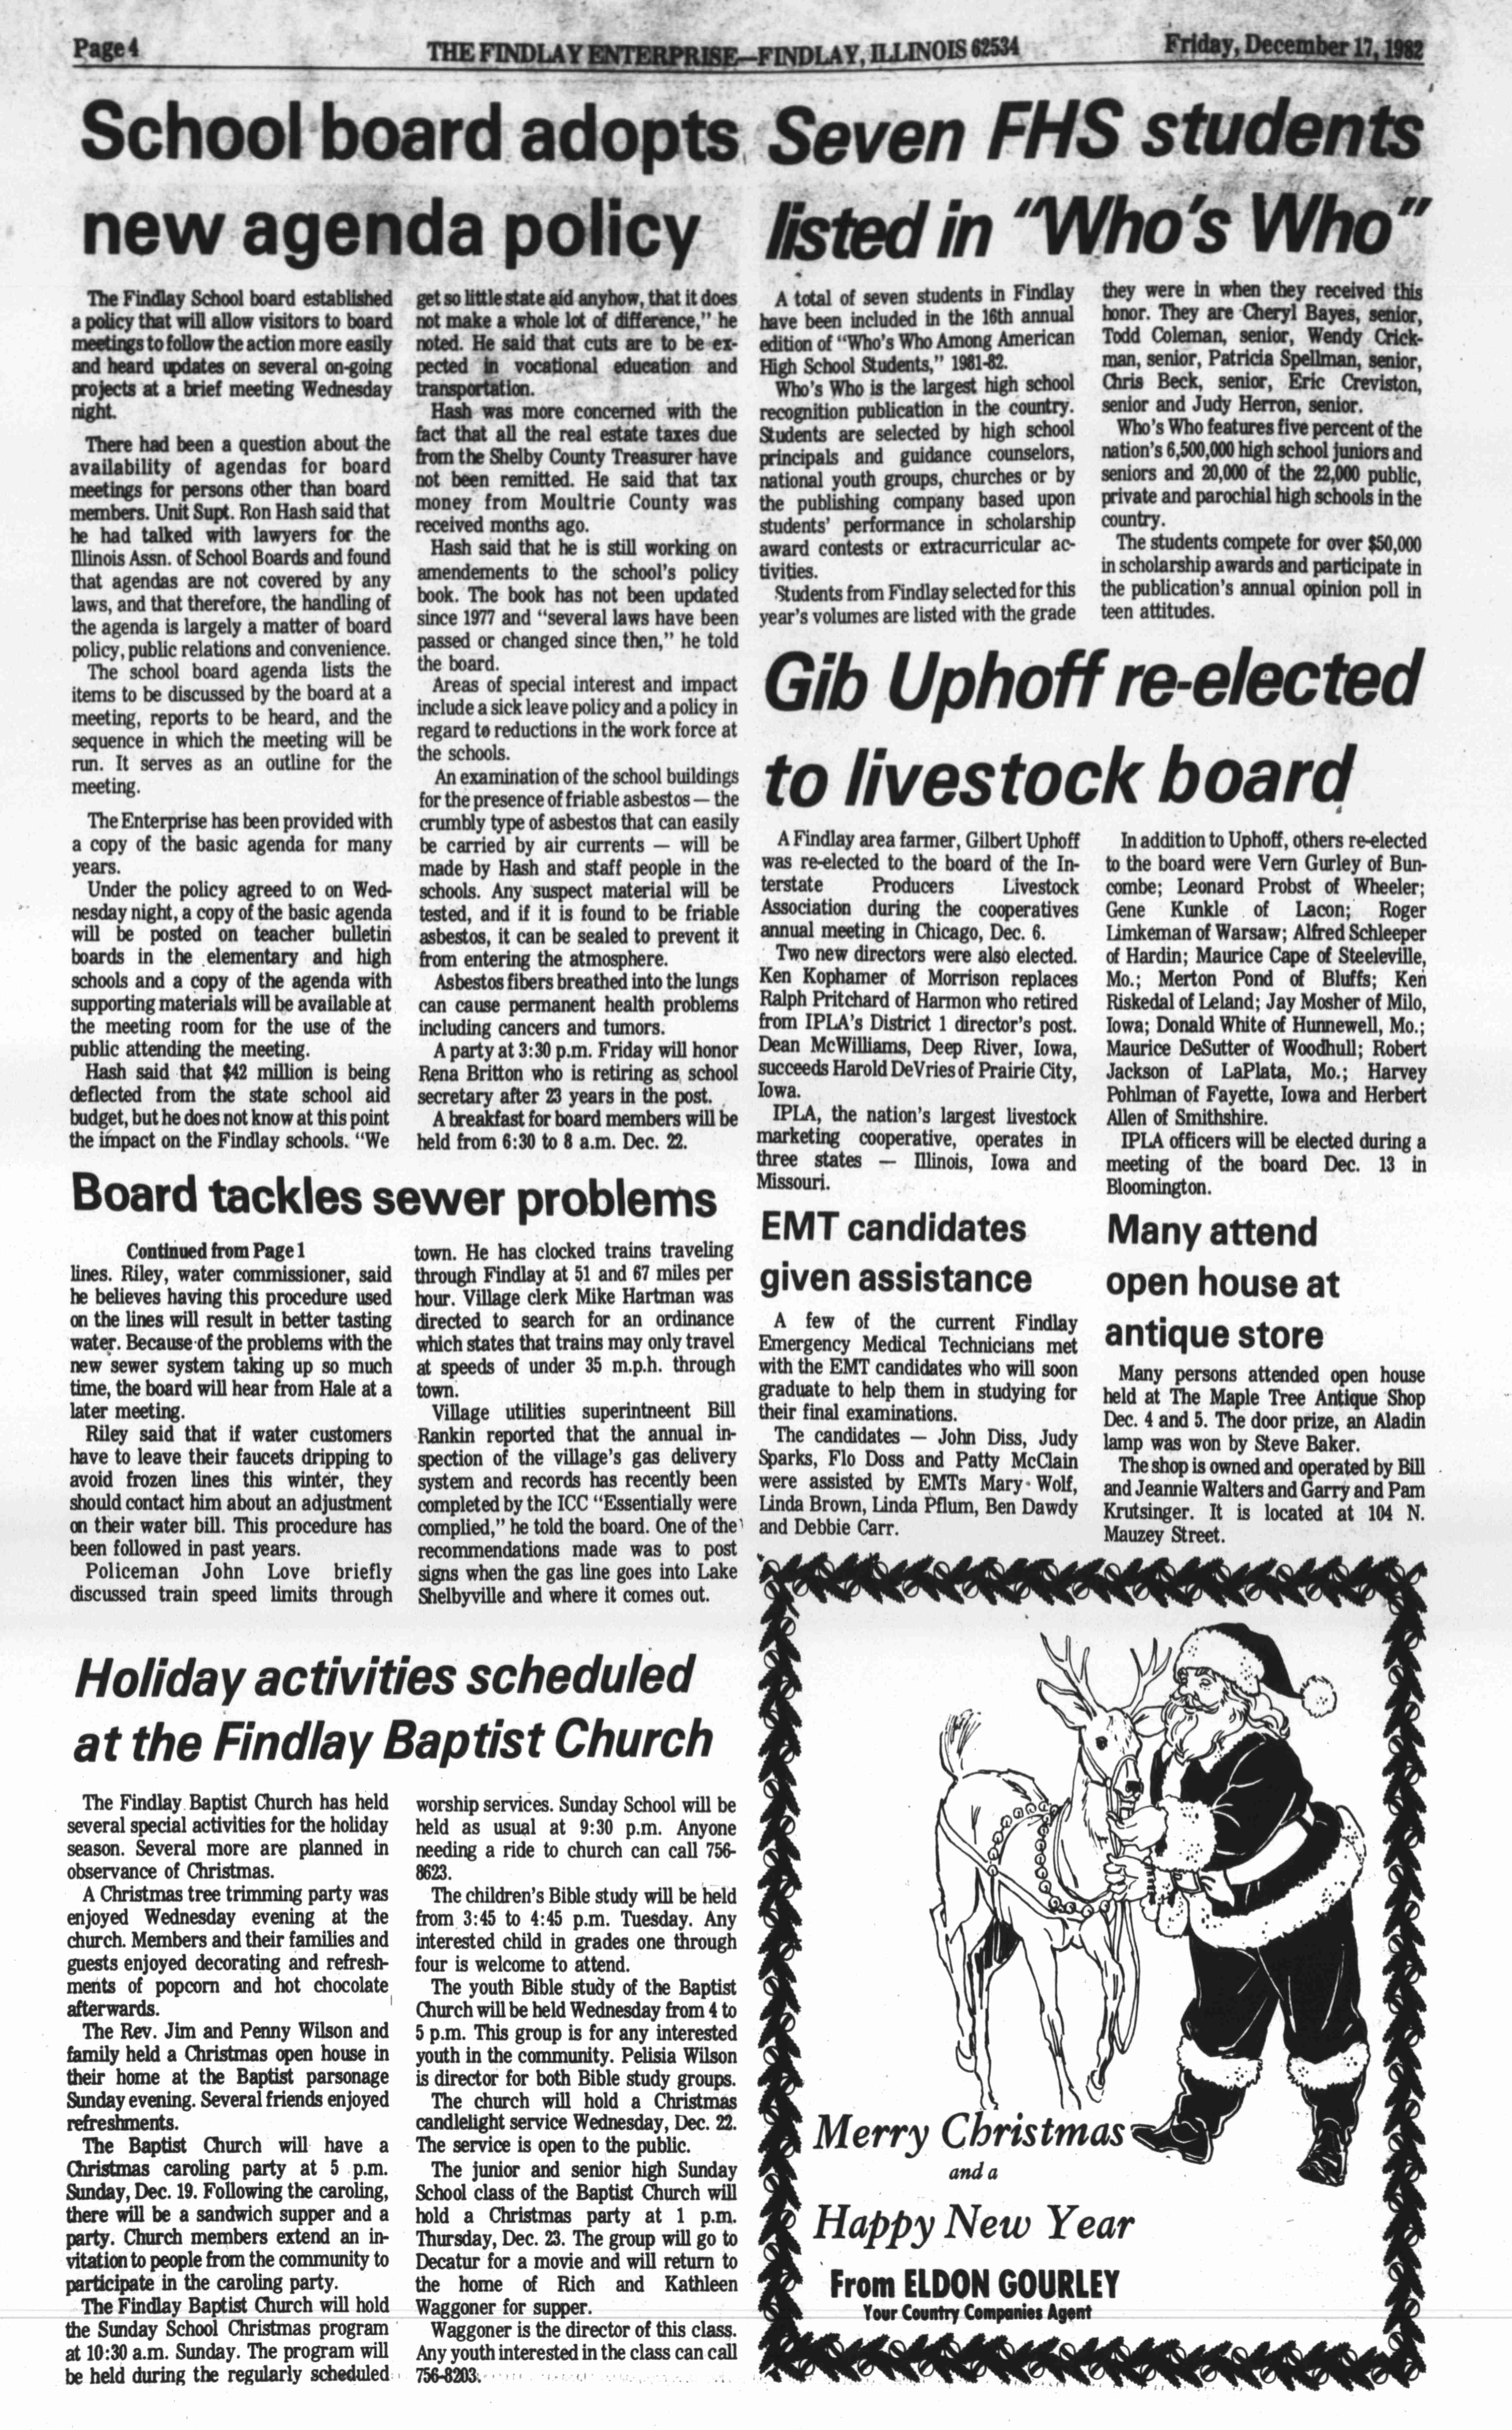 Page 4
THE FINDLAY ENTERPRISE—FINDLAY, ILLINOIS 62534
Friday, December 17, 1982
School board adopts
new agenda policy
The Findlay School board established
a policy that will allow visitors to board
meetings to follow the action more easily
and heard updates on several on-going
projects at a brief meeting Wednesday
night.
There had been a question about the
availability of agendas for board
meetings for persons other than board
members. Unit Supt. Ron Hash said that
he had talked with lawyers for the
Illinois Assn. of School Boards and found
that agendas are not covered by any
laws, and that therefore, the handling of
the agenda is largely a matter of board
policy, public relations and convenience.
The school board agenda lists the
items to be discussed by the board at a
meeting, reports to be heard, and the
sequence in which the meeting will be
run. It serves as an outline for the
meeting.
The Enterprise has been provided with
a copy of the basic agenda for many
years.
Under the policy agreed to on Wed-
nesday night, a copy of the basic agenda
will be posted on teacher bulletin
boards in the elementary and high
schools and a copy of the agenda with
supporting materials will be available at
the meeting room for the use of the
public attending the meeting.
Hash said that $42 million is being
deflected from the state school aid
budget, but he does not know at this point
the impact on the Findlay schools. "We
get so little state aid anyhow, that it does
not make a whole lot of difference," he
noted. He said that cuts are to be ex-
pected in vocational education and
transportation.
Hash was more concerned with the
fact that all the real estate taxes due
from the Shelby County Treasurer have
not been remitted. He said that tax
money from Moultrie County was
received months ago.
Hash said that he is still working on
amendements to the school's policy
book. The book has not been updated
since 1977 and "several laws have been
passed or changed since then," he told
the board.
Areas of special interest and impact
include a sick leave policy and a policy in
regard to reductions in the work force at
the schools.
An examination of the school buildings
for the presence of friable asbestos — the
crumbly type of asbestos that can easily
be carried by air currents — will be
made by Hash and staff people in the
schools. Any suspect material will be
tested, and if it is found to be friable
asbestos, it can be sealed to prevent it
from entering the atmosphere.
Asbestos fibers breathed into the lungs
can cause permanent health problems
including cancers and tumors.
A party at 3:30 p.m. Friday will honor
Rena Britton who is retiring as school
secretary after 23 years in the post.
A breakfast for board members will be
held from 6:30 to 8 a.m. Dec. 22.
Seven FHS students
listed in "Who's Who"
A total of seven students in Findlay
have been included in the 16th annual
edition of "Who's Who Among American
High School Students," 1981-82.
Who's Who is the largest high school
recognition publication in the country.
Students are selected by high school
principals and guidance counselors,
national youth groups, churches or by
the publishing company based upon
students' performance in scholarship
award contests or extracurricular ac-
tivities.
Students from Findlay selected for this
year's volumes are listed with the grade
they were in when they received this
honor. They are Cheryl Bayes, senior,
Todd Coleman, senior, Wendy Crick-
man, senior, Patricia Spellman, senior,
Chris Beck, senior, Eric Creviston,
senior and Judy Herron, senior.
Who's Who features five percent of the
nation's 6,500,000 high school juniors and
seniors and 20,000 of the 22,000 public,
private and parochial high schools in the
country.
The students compete for over $50,000
in scholarship awards and participate in
the publication's annual opinion poll in
teen attitudes.
Gib Uphoff re-elected
to livestock board
A Findlay area farmer, Gilbert Uphoff
was re-elected to the board of the In-
terstate Producers Livestock
Association during the cooperatives
annual meeting in Chicago, Dec. 6.
Two new directors were also elected.
Ken Kophamer of Morrison replaces
Ralph Pritchard of Harmon who retired
from IPLA's District 1 director's post.
Dean McWilliams, Deep River, Iowa,
succeeds Harold DeVries of Prairie City,
Iowa.
IPLA, the nation's largest livestock
marketing cooperative, operates in
three states — Illinois, Iowa and
Missouri.
In addition to Uphoff, others re-elected
to the board were Vern Gurley of Bun-
combe; Leonard Probst of Wheeler;
Gene Kunkle of Lacon; Roger
Limkeman of Warsaw; Alfred Schleeper
of Hardin; Maurice Cape of Steeleville,
Mo.; Merton Pond of Bluffs; Ken
Riskedal of Leland; Jay Mosher of Milo,
Iowa; Donald White of Hunnewell, Mo.;
Maurice DeSutter of Woodhull; Robert
Jackson of LaPlata, Mo.; Harvey
Pohlman of Fayette, Iowa and Herbert
Allen of Smithshire.
IPLA officers will be elected during a
meeting of the board Dec. 13 in
Bloomington.
Board tackles sewer problems
Continued from Page 1
lines. Riley, water commissioner, said
he believes having this procedure used
on the lines will result in better tasting
water. Because of the problems with the
new sewer system taking up so much
time, the board will hear from Hale at a
later meeting.
Riley said that if water customers
have to leave their faucets dripping to
avoid frozen lines this winter, they
should contact him about an adjustment
on their water bill. This procedure has
been followed in past years.
Policeman John Love briefly
discussed train speed limits through
town. He has clocked trains traveling
through Findlay at 51 and 67 miles per
hour. Village clerk Mike Hartman was
directed to search for an ordinance
which states that trains may only travel
at speeds of under 35 m.p.h. through
town.
Village utilities superintneent Bill
Rankin reported that the annual in-
spection of the village's gas delivery
system and records has recently been
completed by the ICC "Essentially were
complied," he told the board. One of the
recommendations made was to post
signs when the gas line goes into Lake
Shelbyville and where it comes out.
EMT candidates
given assistance
A few of the current Findlay
Emergency Medical Technicians met
with the EMT candidates who will soon
graduate to help them in studying for
their final examinations.
The candidates — John Diss, Judy
Sparks, Flo Doss and Patty McClain
were assisted by EMTs Mary Wolf,
Linda Brown, Linda Pflum, Ben Dawdy
and Debbie Carr.
Many attend
open house at
antique store
Many persons attended open house
held at The Maple Tree Antique Shop
Dec. 4 and 5. The door prize, an Aladin
lamp was won by Steve Baker.
The shop is owned and operated by Bill
and Jeannie Walters and Garry and Pam
Krutsinger. It is located at 104 N.
Mauzey Street.
Holiday activities scheduled
at the Findlay Baptist Church
The Findlay Baptist Church has held
several special activities for the holiday
season. Several more are planned in
observance of Christmas.
A Christmas tree trimming party was
enjoyed Wednesday evening at the
church. Members and their families and
guests enjoyed decorating and refresh-
ments of popcorn and hot chocolate
afterwards.
The Rev. Jim and Penny Wilson and
family held a Christmas open house in
their home at the Baptist parsonage
Sunday evening. Several friends enjoyed
refreshments.
The Baptist Church will have a
Christmas caroling party at 5 p.m.
Sunday, Dec. 19. Following the caroling,
there will be a sandwich supper and a
party. Church members extend an in-
vitation to people from the community to
participate in the caroling party.
The Findlay Baptist Church will hold
the Sunday School Christmas program
at 10:30 a.m. Sunday. The program will
be held during the regularly scheduled
worship services. Sunday School will be
held as usual at 9:30 p.m. Anyone
needing a ride to church can call 756-
8623.
The children's Bible study will be held
from 3:45 to 4:45 p.m. Tuesday. Any
interested child in grades one through
four is welcome to attend.
The youth Bible study of the Baptist
Church will be held Wednesday from 4 to
5 p.m. This group is for any interested
youth in the community. Pelisia Wilson
is director for both Bible study groups.
The church will hold a Christmas
candlelight service Wednesday, Dec. 22.
The service is open to the public.
The junior and senior high Sunday
School class of the Baptist Church will
hold a Christmas party at 1 p.m.
Thursday, Dec. 23. The group will go to
Decatur for a movie and will return to
the home of Rich and Kathleen
Waggoner for supper.
Waggoner is the director of this class.
Any youth interested in the class can call
756-8203.
Merry Christmas
and a
Happy New Year
From ELDON GOURLEY
Your Country Companies Agent